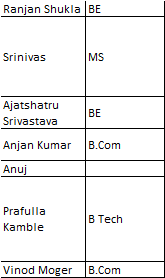 Ranjan Shukla BE
Srinivas MS
Ajatshatru
Srivastava BE
Anjan Kumar B.Com
Anuj
Prafulla
Kamble B Tech
Vinod Moger B.Com